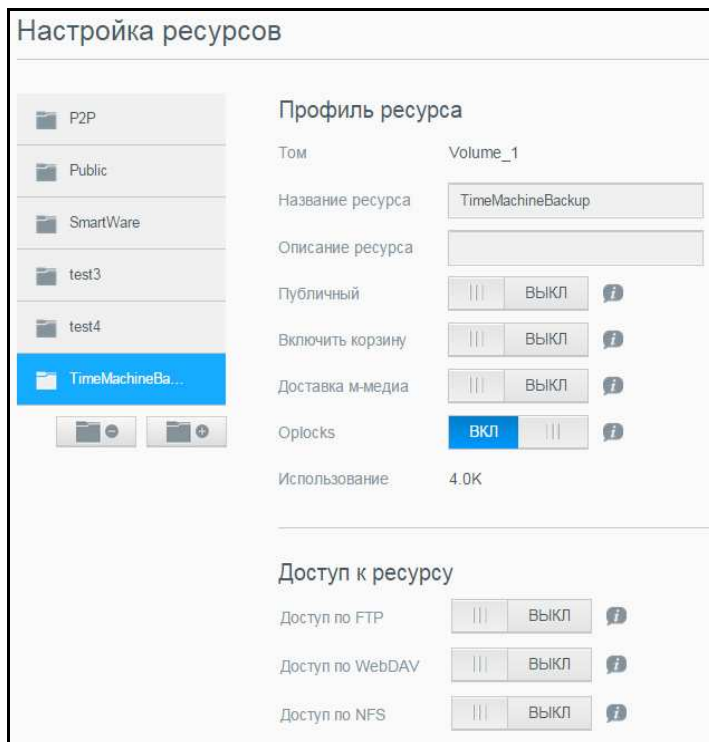 Настройка ресурсов
P2P
Public
SmartWare
test3
test4
TimeMachineBa...
Профиль ресурса
Том Volume_1
Название ресурса TimeMachineBackup
Описание ресурса
Публичный ВЫКЛ
Включить корзину ВЫКЛ
Доставка м-медиа ВЫКЛ
Oplocks ВКЛ
Использование 4.0K
Доступ к ресурсу
Доступ по FTP ВЫКЛ
Доступ по WebDAV ВЫКЛ
Доступ по NFS ВЫКЛ